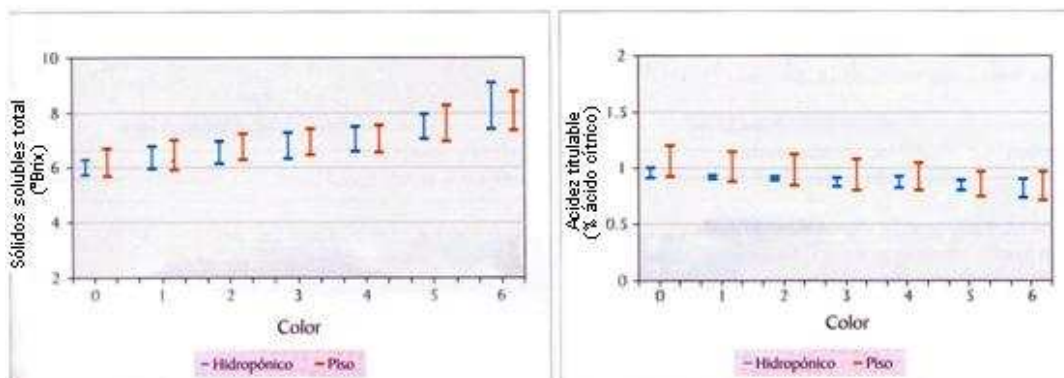 Sólidos solubles total
(ºBrix)
10
8
6
4
2
0 1 2 3 4 5 6
Color
Hidropónico Piso
Acidez titulable
(% ácido cítrico)
2
1.5
1
0.5
0
0 1 2 3 4 5 6
Color
Hidropónico Piso